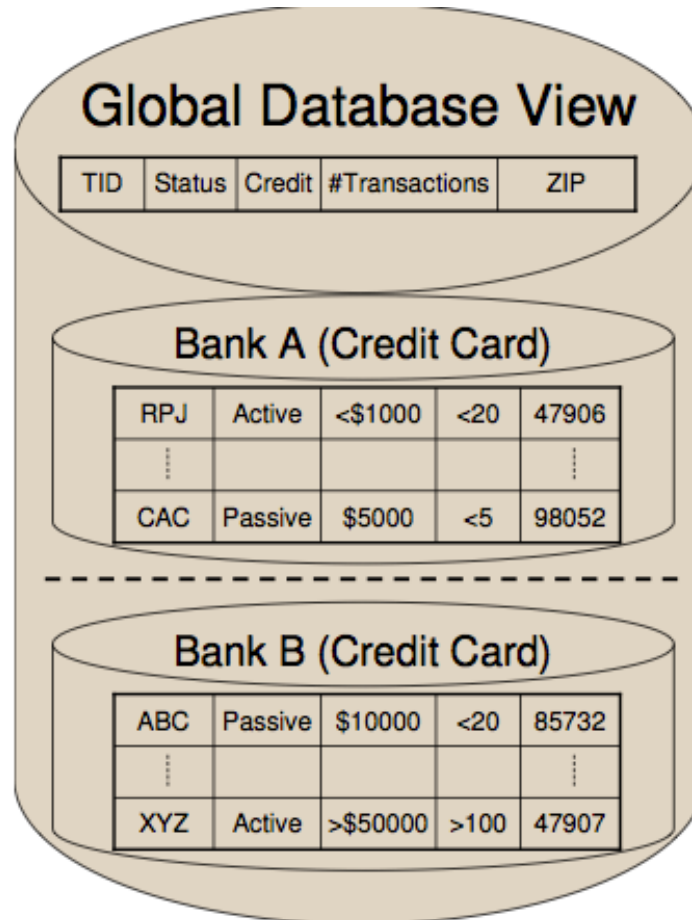 Global Database View
TID Status Credit #Transactions ZIP
Bank A (Credit Card)
RPJ Active <$1000 <20 47906
CAC Passive $5000 <5 98052
Bank B (Credit Card)
ABC Passive $10000 <20 85732
XYZ Active >$50000 >100 47907